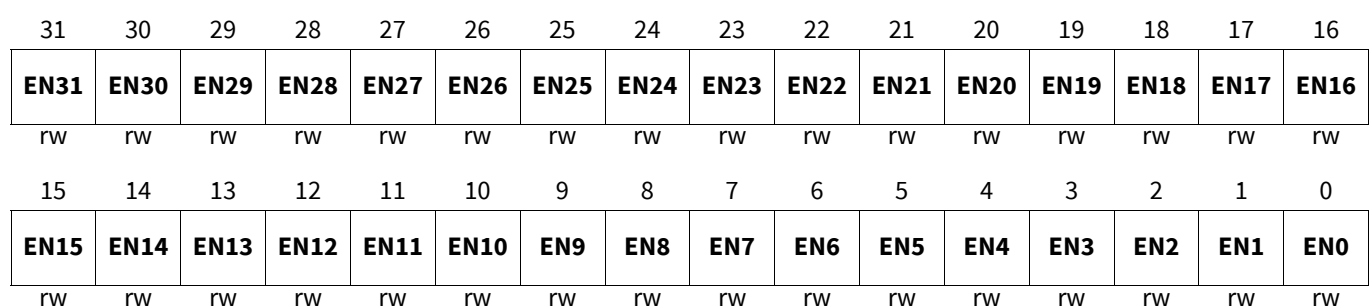 31 30 29 28 27 26 25 24 23 22 21 20 19 18 17 16
EN31 EN30 EN29 EN28 EN27 EN26 EN25 EN24 EN23 EN22 EN21 EN20 EN19 EN18 EN17 EN16
rw rw rw rw rw rw rw rw rw rw rw rw rw rw rw rw
15 14 13 12 11 10 9 8 7 6 5 4 3 2 1 0
EN15 EN14 EN13 EN12 EN11 EN10 EN9 EN8 EN7 EN6 EN5 EN4 EN3 EN2 EN1 EN0
rw rw rw rw rw rw rw rw rw rw rw rw rw rw rw rw